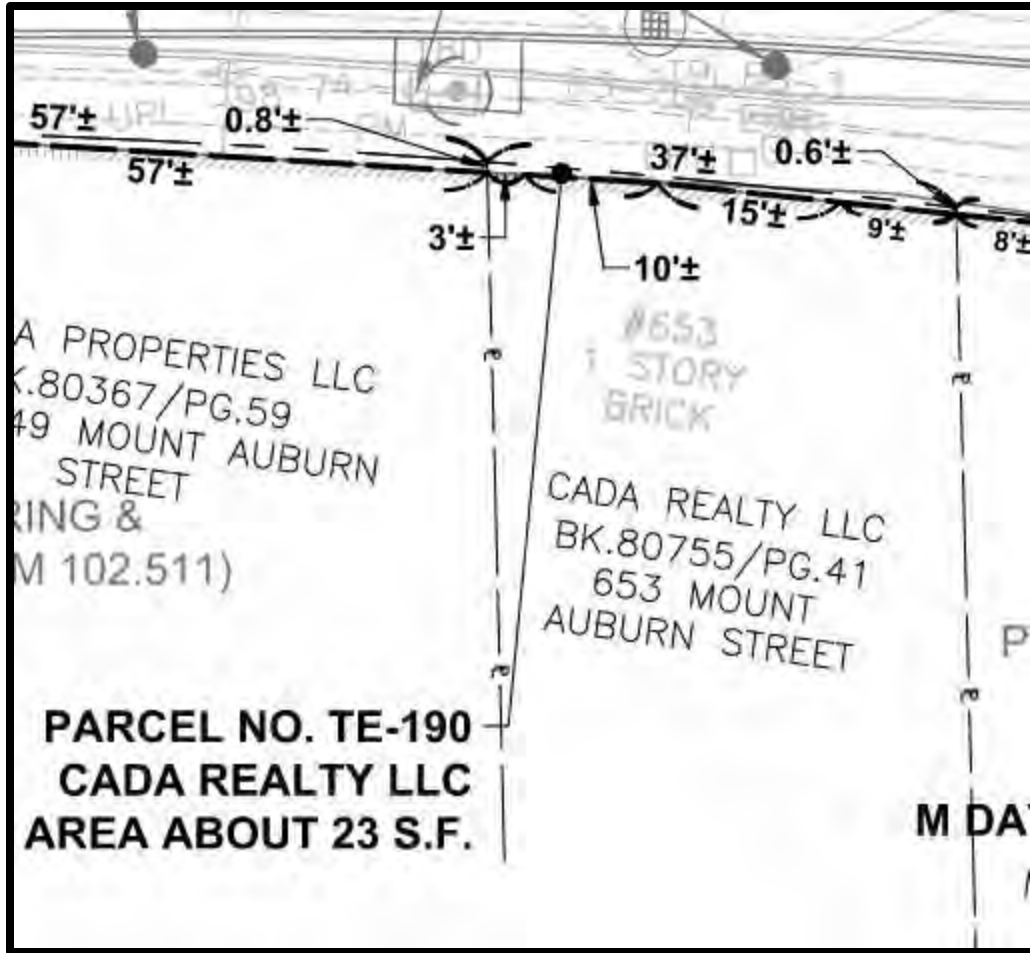 TBD
57'±
0.8'±
37'±
0.6'±
57'±
15'±
9'±
8'±
3'±
10'±
#653
1 STORY
BRICK
A PROPERTIES LLC
K.80367/PG.59
49 MOUNT AUBURN
STREET
RING &
M 102.511)
CADA REALTY LLC
BK.80755/PG.41
653 MOUNT
AUBURN STREET
P
PARCEL NO. TE-190
CADA REALTY LLC
AREA ABOUT 23 S.F.
M DAY